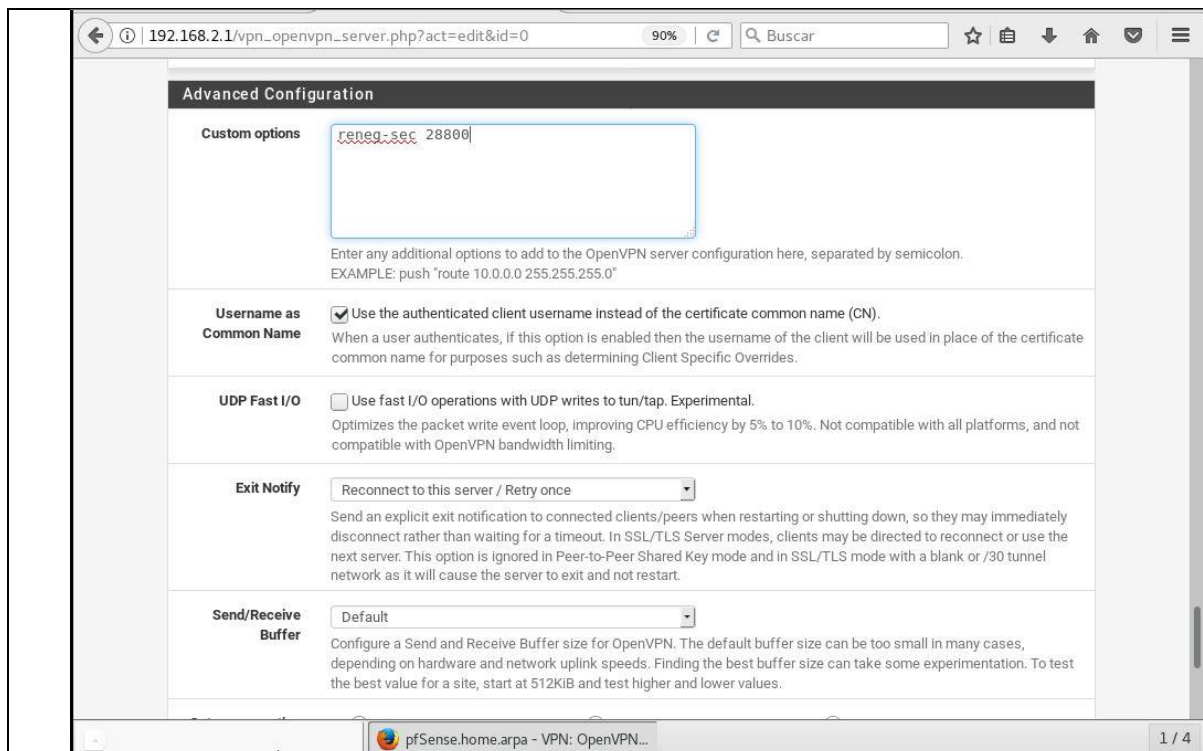 192.168.2.1/vpn_openvpn_server.php?act=edit&id=0
90%
Buscar
Advanced Configuration
Custom options
reneg-sec 28800
Enter any additional options to add to the OpenVPN server configuration here, separated by semicolon.
EXAMPLE: push "route 10.0.0.0 255.255.255.0"
Username as
Common Name
Use the authenticated client username instead of the certificate common name (CN).
When a user authenticates, if this option is enabled then the username of the client will be used in place of the certificate
common name for purposes such as determining Client Specific Overrides.
UDP Fast I/O
Use fast I/O operations with UDP writes to tun/tap. Experimental.
Optimizes the packet write event loop, improving CPU efficiency by 5% to 10%. Not compatible with all platforms, and not
compatible with OpenVPN bandwidth limiting.
Exit Notify
Reconnect to this server / Retry once
Send an explicit exit notification to connected clients/peers when restarting or shutting down, so they may immediately
disconnect rather than waiting for a timeout. In SSL/TLS Server modes, clients may be directed to reconnect or use the
next server. This option is ignored in Peer-to-Peer Shared Key mode and in SSL/TLS mode with a blank or /30 tunnel
network as it will cause the server to exit and not restart.
Send/Receive
Buffer
Default
Configure a Send and Receive Buffer size for OpenVPN. The default buffer size can be too small in many cases,
depending on hardware and network uplink speeds. Finding the best buffer size can take some experimentation. To test
the best value for a site, start at 512KiB and test higher and lower values.
pfSense.home.arpa - VPN: OpenVPN...
1 / 4